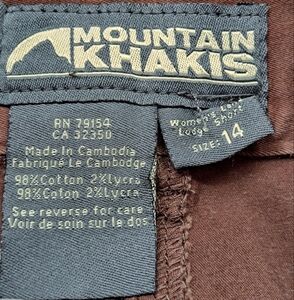 MOUNTAIN
KHAKIS
RN 79154
CA 32350
Made in Cambodia
Fabriqué Le Cambodge
98% Cotton 2% Lycra
98% Coton 2% Lycra
See reverse for care
Voir de soin sur le dos
Women's
Lodge Short
SIZE: 14